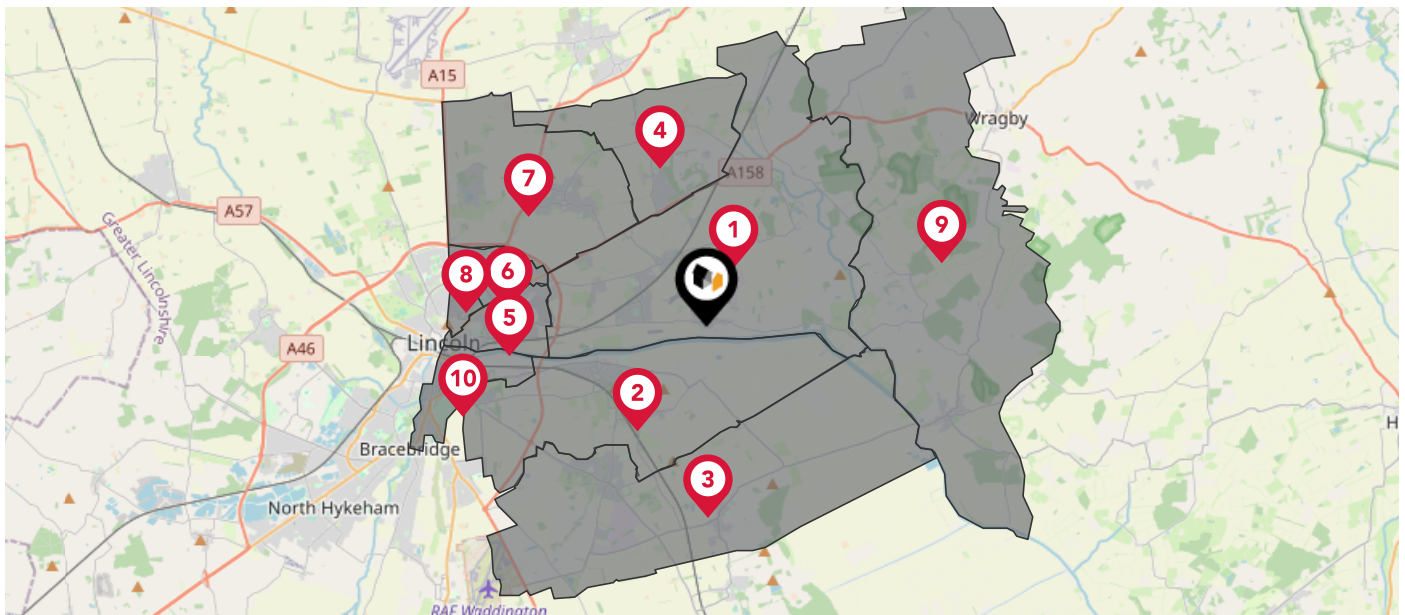 A15
Wragby
4
A158
7
A57
1
9
Greater Lincolnshire
8
6
5
Lincoln
A46
10
2
Bracebridge
3
North Hykeham
H
RAF Waddington